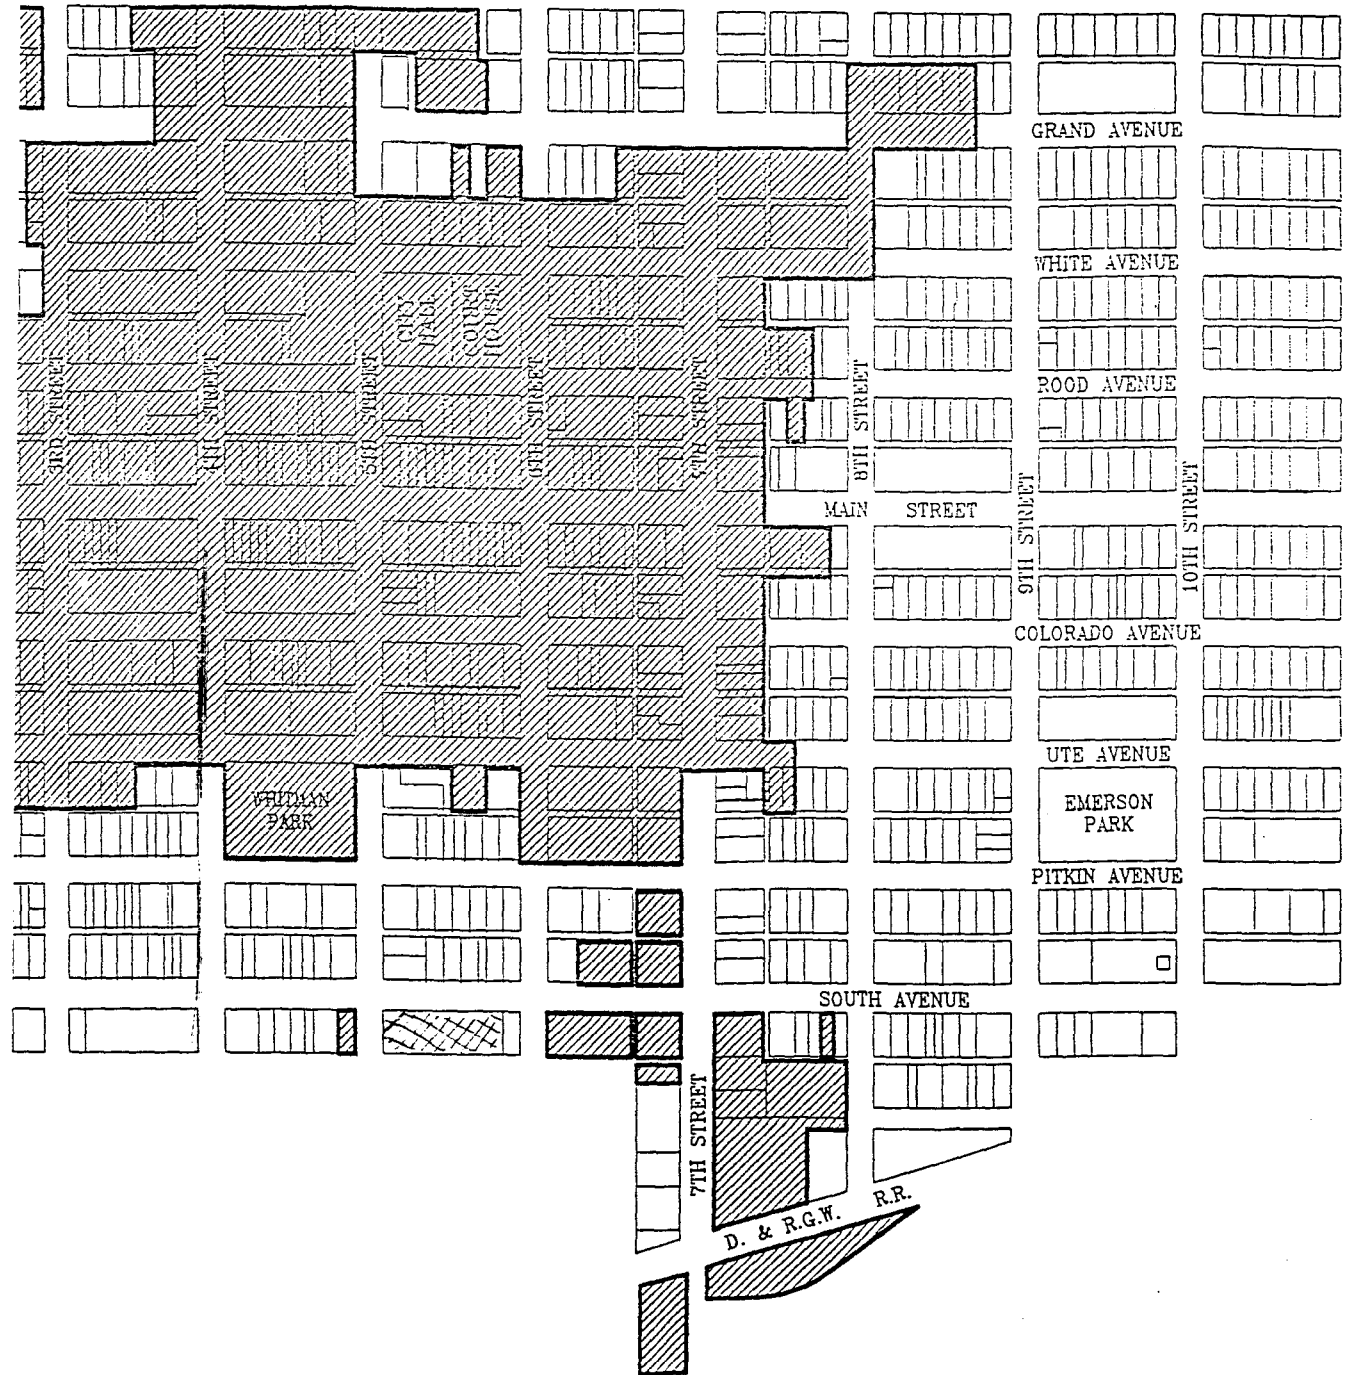 GRAND AVENUE
WHITE AVENUE
CITY
HALL
COURT
HOUSE
3RD STREET
4TH STREET
5TH STREET
6TH STREET
7TH STREET
8TH STREET
ROOD AVENUE
MAIN STREET
9TH STREET
10TH STREET
COLORADO AVENUE
UTE AVENUE
WHITMAN
PARK
EMERSON
PARK
PITKIN AVENUE
SOUTH AVENUE
7TH STREET
D. & R.G.W. R.R.